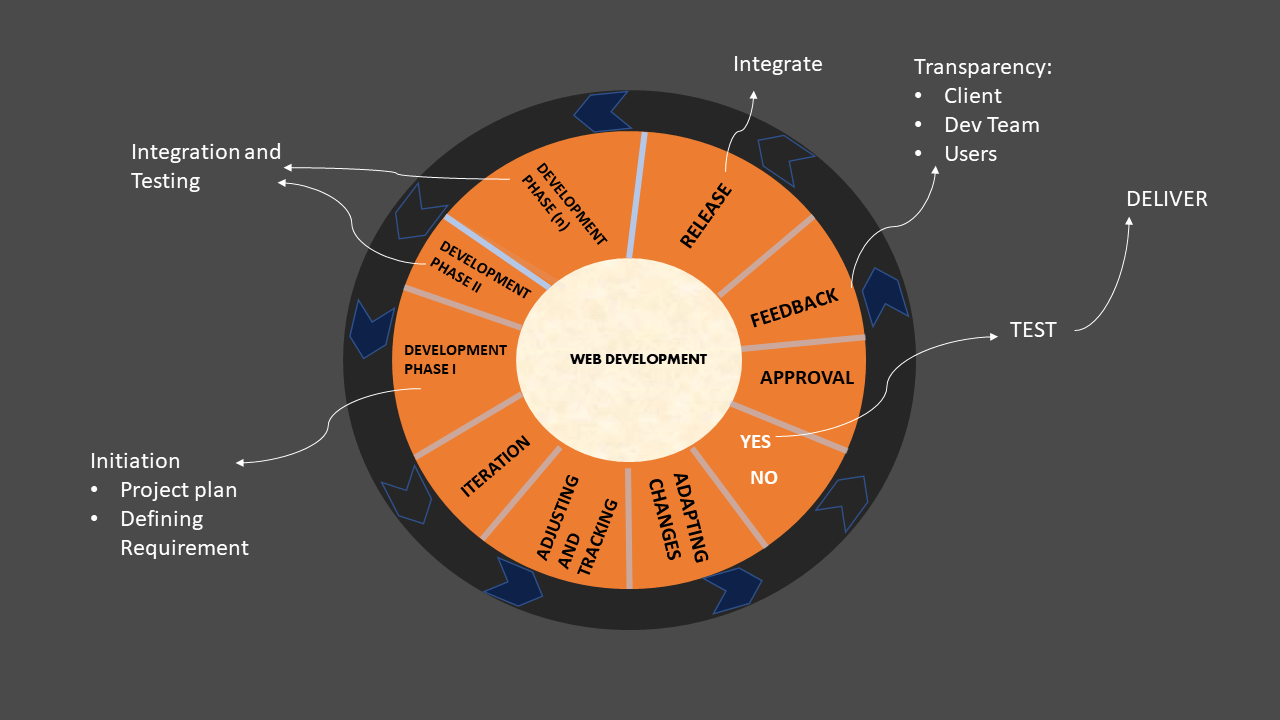 Integrate
Transparency:
• Client
• Dev Team
• Users
Integration and
Testing
DELIVER
DEVELOPMENT
PHASE (n)
RELEASE
DEVELOPMENT
PHASE II
FEEDBACK
TEST
DEVELOPMENT
PHASE I
WEB DEVELOPMENT
APPROVAL
YES
NO
Initiation
• Project plan
• Defining
Requirement
ITERATION
ADJUSTING
AND
TRACKING
ADAPTING
CHANGES